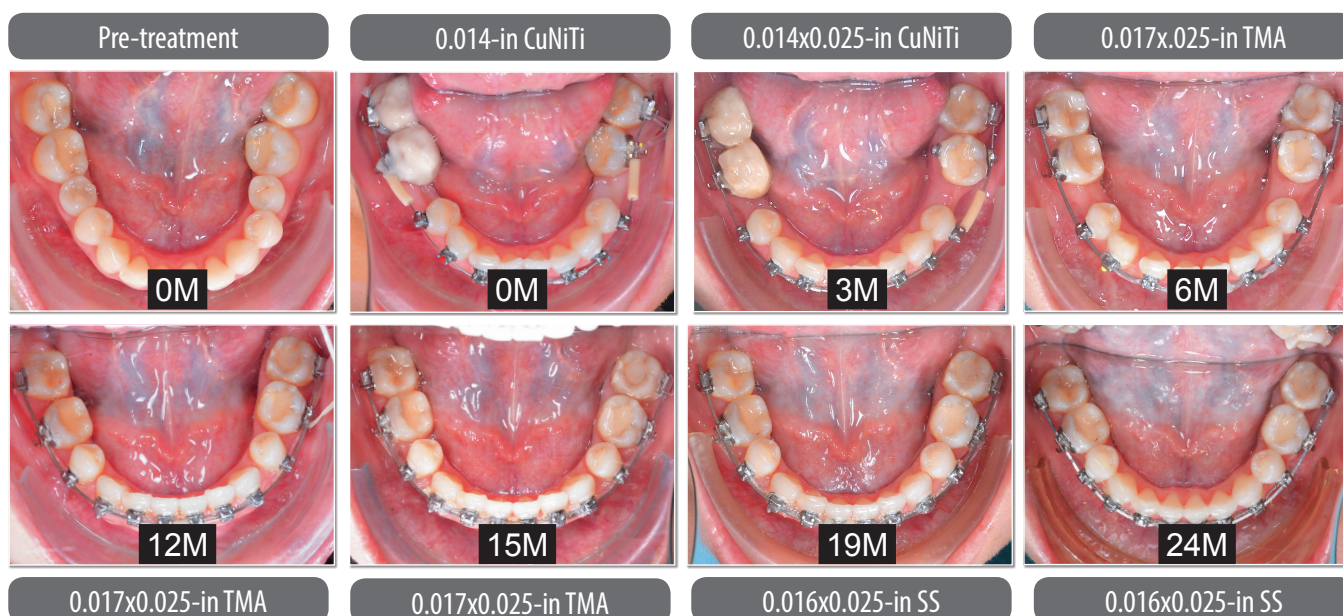 Pre-treatment
0.014-in CuNiTi
0.014x0.025-in CuNiTi
0.017x.025-in TMA
0M
0M
3M
6M
12M
15M
19M
24M
0.017x0.025-in TMA
0.017x0.025-in TMA
0.016x0.025-in SS
0.016x0.025-in SS